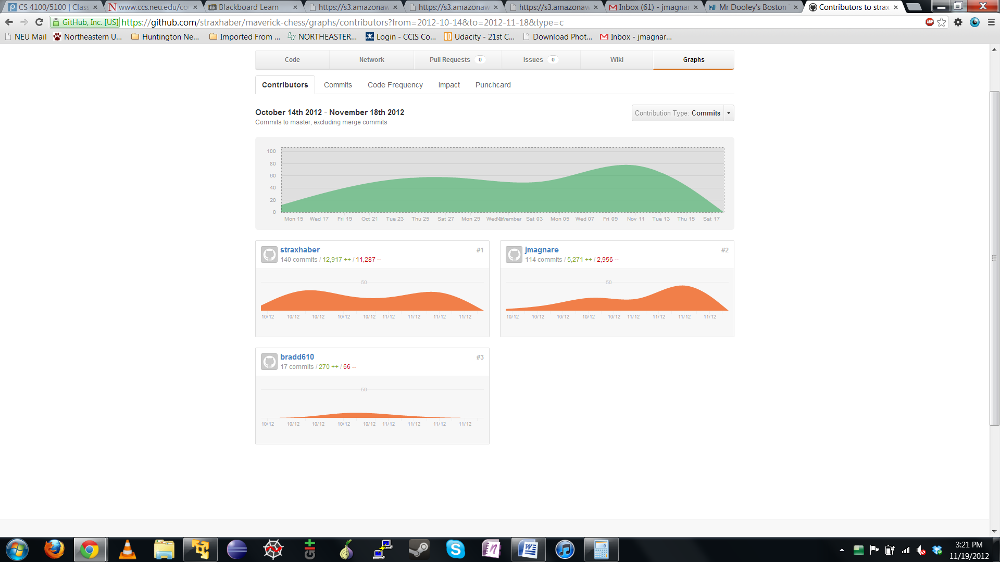 CS 4100/5100 | Class
www.ccs.neu.edu/co
Blackboard Learn
https://s3.amazonaw
https://s3.amazonaw
https://s3.amazonaw
Inbox (61) - jmagnar
Mr Dooley's Boston
Contributors to strax
GitHub, Inc. [US] https://github.com/straxhaber/maverick-chess/graphs/contributors?from=2012-10-14&to=2012-11-18&type=c
ABP
NEU Mail
Northeastern U...
Huntington Ne...
Imported From ...
NORTHEASTER...
Login - CCIS Co...
Udacity - 21st C...
Download Phot...
Inbox - jmagnar...
Code
Network
Pull Requests 0
Issues 0
Wiki
Graphs
Contributors
Commits
Code Frequency
Impact
Punchcard
October 14th 2012 - November 18th 2012
Commits to master, excluding merge commits
Contribution Type: Commits
100
80
60
40
20
0
Mon 15 Wed 17 Fri 19 Oct 21 Tue 23 Thu 25 Sat 27 Mon 29 Wed 31 November Sat 03 Mon 05 Wed 07 Fri 09 Nov 11 Tue 13 Thu 15 Sat 17
straxhaber #1
140 commits / 12,917 ++ / 11,287 --
50
10/12 10/12 10/12 10/12 10/12 11/12 11/12 11/12 11/12
jmagnare #2
114 commits / 5,271 ++ / 2,956 --
50
10/12 10/12 10/12 10/12 10/12 11/12 11/12 11/12 11/12
bradd610 #3
17 commits / 270 ++ / 66 --
50
10/12 10/12 10/12 10/12 10/12 11/12 11/12 11/12 11/12
3:21 PM
11/19/2012